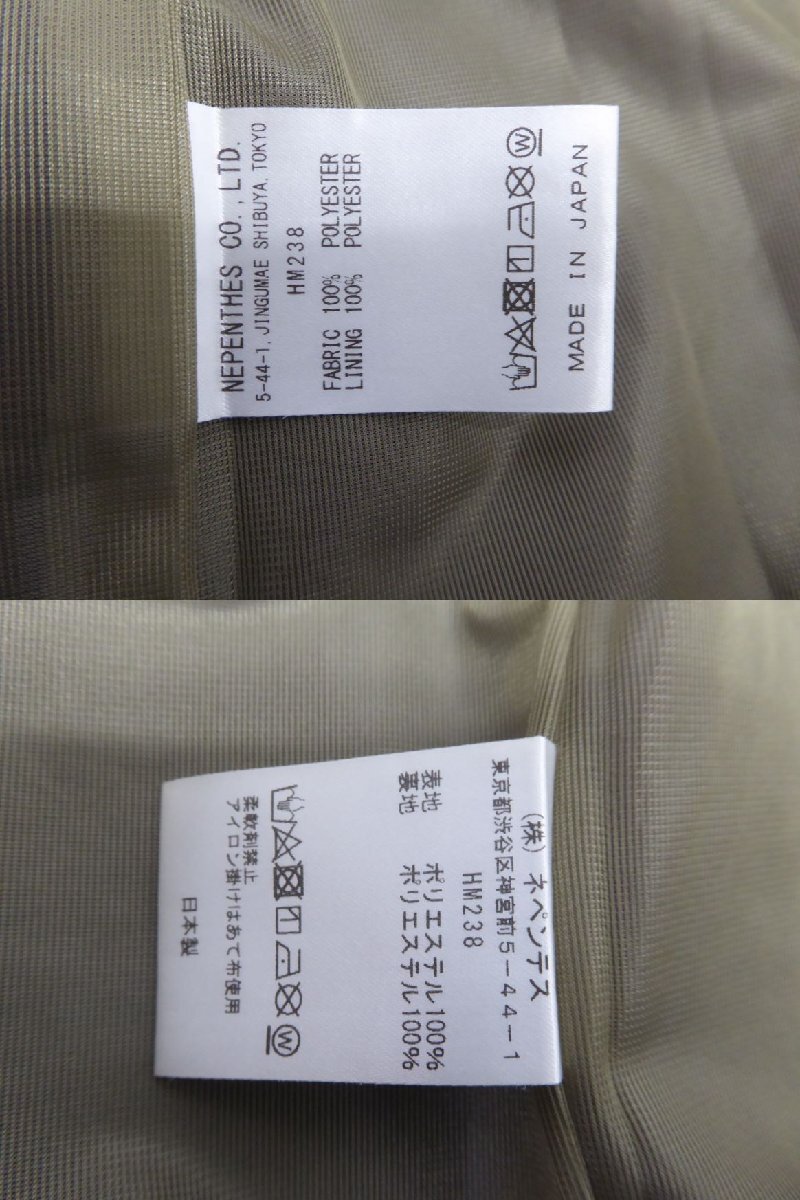 NEPENTHES CO.,LTD.
5-44-1, JINGUMAE SHIBUYA, TOKYO
HM238
FABRIC 100% POLYESTER
LINING 100% POLYESTER
W
MADE IN JAPAN
(株) ネペンテス
東京都渋谷区神宮前5-44-1
HM238
表地 ポリエステル100%
裏地 ポリエステル100%
W
柔軟剤禁止
アイロン掛けはあて布使用
日本製